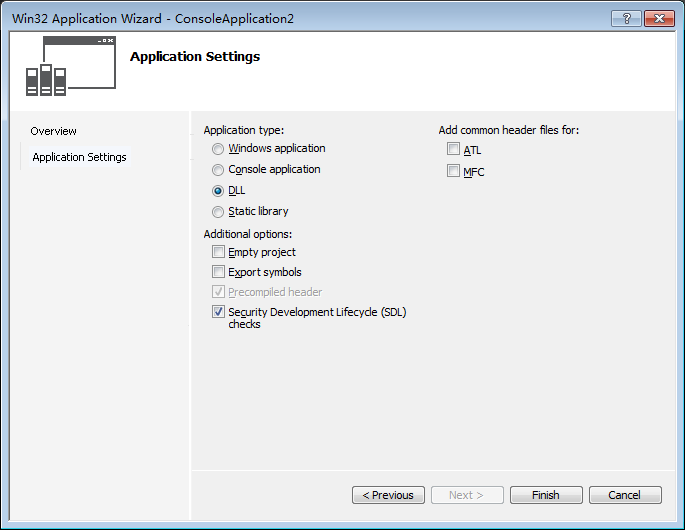 Win32 Application Wizard - ConsoleApplication2
Application Settings
Overview
Application Settings
Application type:
Windows application
Console application
DLL
Static library
Additional options:
Empty project
Export symbols
Precompiled header
Security Development Lifecycle (SDL)
checks
Add common header files for:
ATL
MFC
< Previous
Next >
Finish
Cancel